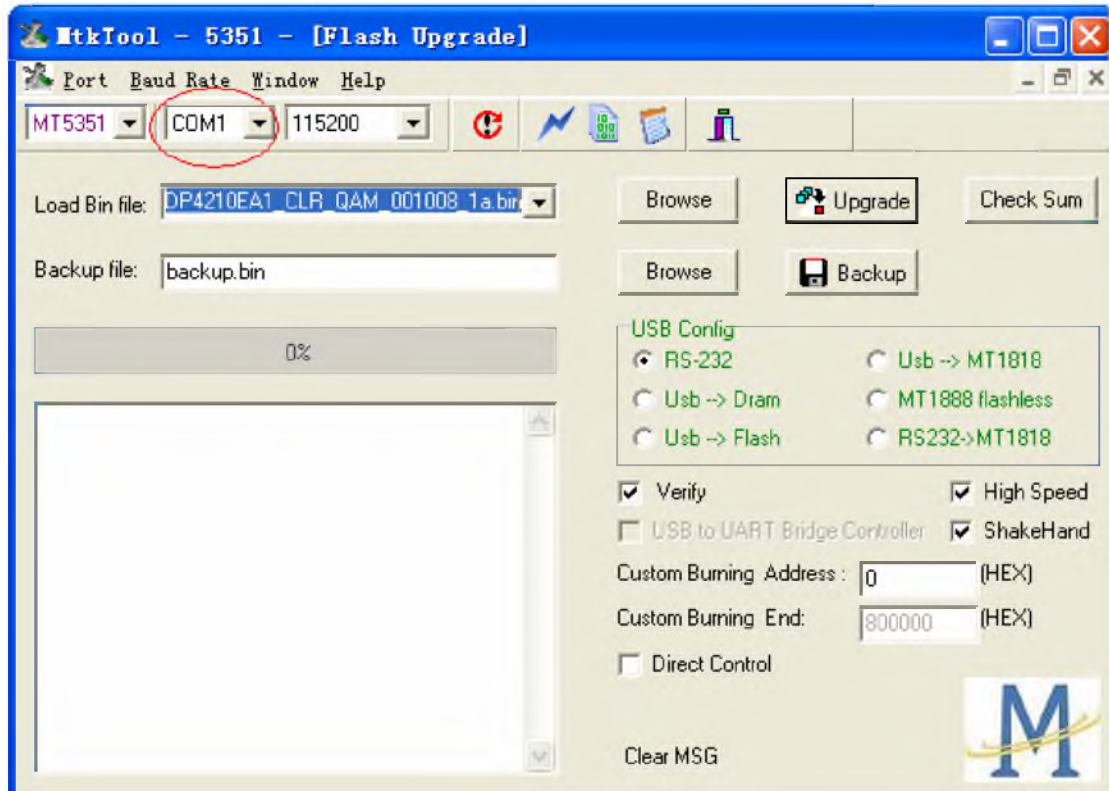 MtkTool - 5351 - [Flash Upgrade]
Port Baud Rate Window Help
MT5351 COM1 115200
Load Bin file: DP4210EA1_CLR_QAM_001008_1a.bin Browse Upgrade Check Sum
Backup file: backup.bin Browse Backup
0%
USB Config
RS-232 Usb --> MT1818
Usb --> Dram MT1888 flashless
Usb --> Flash RS232->MT1818
Verify High Speed
USB to UART Bridge Controller ShakeHand
Custom Burning Address : 0 (HEX)
Custom Burning End: 800000 (HEX)
Direct Control
Clear MSG
M